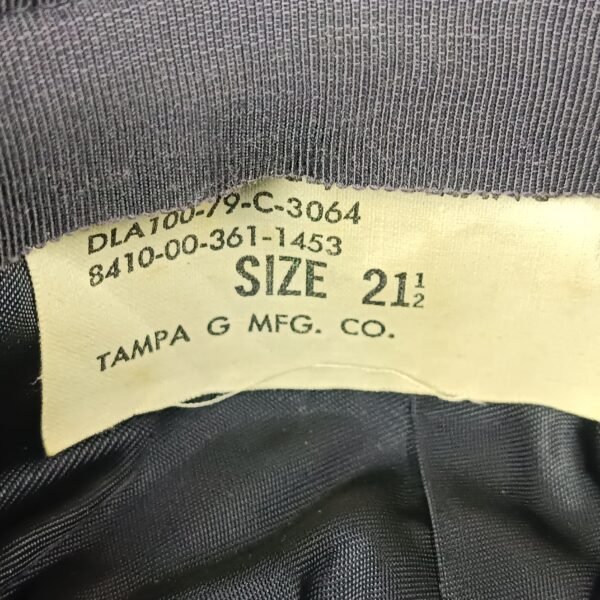 DLA100-79-C-3064
8410-00-361-1453
SIZE 21½
TAMPA G MFG. CO.